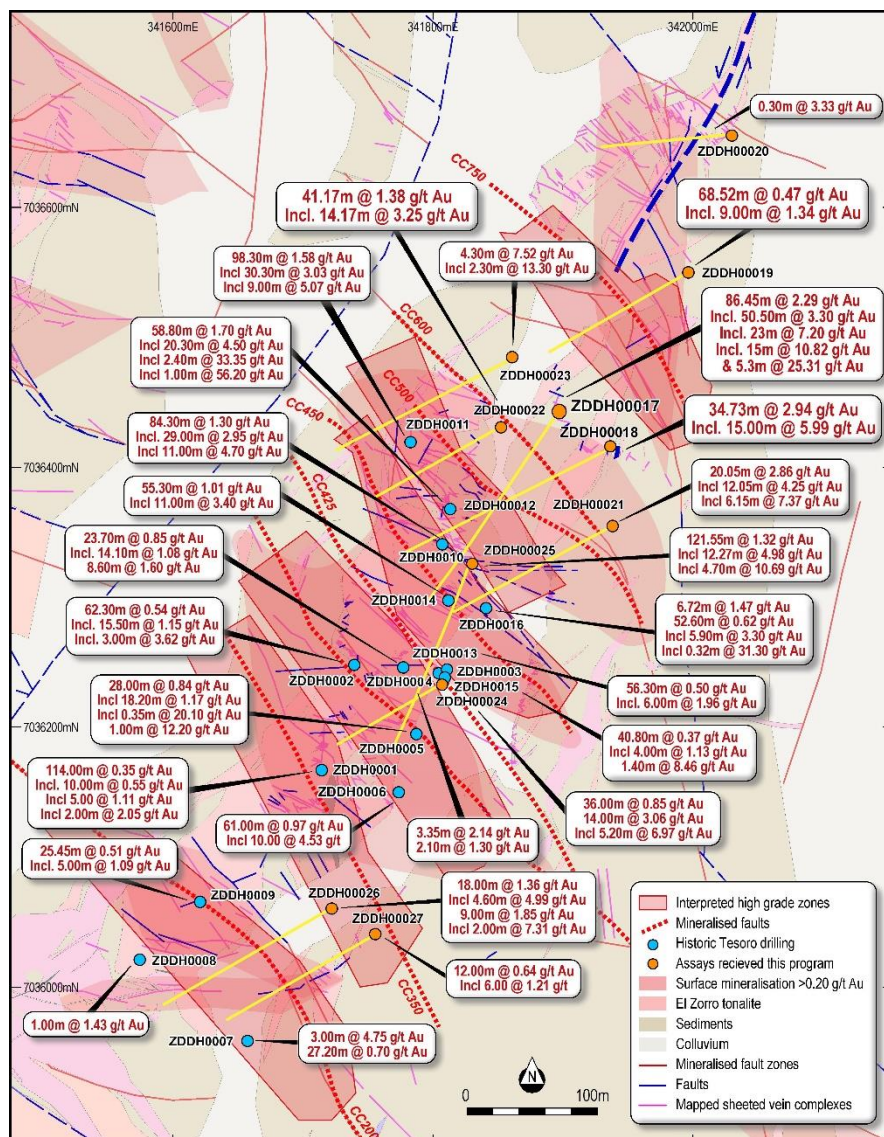 341600mE
341800mE
342000mE
0.30m @ 3.33 g/t Au
ZDDH00020
CC750
41.17m @ 1.38 g/t Au
Incl. 14.17m @ 3.25 g/t Au
68.52m @ 0.47 g/t Au
Incl. 9.00m @ 1.34 g/t Au
7036600mN
98.30m @ 1.58 g/t Au
Incl 30.30m @ 3.03 g/t Au
Incl 9.00m @ 5.07 g/t Au
4.30m @ 7.52 g/t Au
Incl 2.30m @ 13.30 g/t Au
ZDDH00019
86.45m @ 2.29 g/t Au
Incl. 50.50m @ 3.30 g/t Au
Incl. 23m @ 7.20 g/t Au
Incl. 15m @ 10.82 g/t Au
& 5.3m @ 25.31 g/t Au
CC600
58.80m @ 1.70 g/t Au
Incl 20.30m @ 4.50 g/t Au
Incl 2.40m @ 33.35 g/t Au
Incl 1.00m @ 56.20 g/t Au
ZDDH00023
CC500
CC450
ZDDH00022
ZDDH00017
ZDDH0011
ZDDH00018
34.73m @ 2.94 g/t Au
Incl. 15.00m @ 5.99 g/t Au
84.30m @ 1.30 g/t Au
Incl. 29.00m @ 2.95 g/t Au
Incl 11.00m @ 4.70 g/t Au
7036400mN
CC425
20.05m @ 2.86 g/t Au
Incl 12.05m @ 4.25 g/t Au
Incl 6.15m @ 7.37 g/t Au
55.30m @ 1.01 g/t Au
Incl 11.00m @ 3.40 g/t Au
ZDDH00012
ZDDH00021
23.70m @ 0.85 g/t Au
Incl. 14.10m @ 1.08 g/t Au
8.60m @ 1.60 g/t Au
ZDDH0010
ZDDH00025
121.55m @ 1.32 g/t Au
Incl 12.27m @ 4.98 g/t Au
Incl 4.70m @ 10.69 g/t Au
ZDDH0014
ZDDH0016
62.30m @ 0.54 g/t Au
Incl. 15.50m @ 1.15 g/t Au
Incl. 3.00m @ 3.62 g/t Au
6.72m @ 1.47 g/t Au
52.60m @ 0.62 g/t Au
Incl 5.90m @ 3.30 g/t Au
Incl 0.32m @ 31.30 g/t Au
ZDDH0013
ZDDH0002
ZDDH0004
ZDDH0003
ZDDH0015
ZDDH00024
28.00m @ 0.84 g/t Au
Incl 18.20m @ 1.17 g/t Au
Incl 0.35m @ 20.10 g/t Au
1.00m @ 12.20 g/t Au
56.30m @ 0.50 g/t Au
Incl. 6.00m @ 1.96 g/t Au
7036200mN
ZDDH0005
40.80m @ 0.37 g/t Au
Incl 4.00m @ 1.13 g/t Au
1.40m @ 8.46 g/t Au
114.00m @ 0.35 g/t Au
Incl. 10.00m @ 0.55 g/t Au
Incl 5.00 @ 1.11 g/t Au
Incl 2.00m @ 2.05 g/t Au
ZDDH0001
ZDDH0006
36.00m @ 0.85 g/t Au
14.00m @ 3.06 g/t Au
Incl 5.20m @ 6.97 g/t Au
61.00m @ 0.97 g/t Au
Incl 10.00 @ 4.53 g/t
3.35m @ 2.14 g/t Au
2.10m @ 1.30 g/t Au
25.45m @ 0.51 g/t Au
Incl. 5.00m @ 1.09 g/t Au
ZDDH0009
ZDDH00026
ZDDH00027
18.00m @ 1.36 g/t Au
Incl 4.60m @ 4.99 g/t Au
9.00m @ 1.85 g/t Au
Incl 2.00m @ 7.31 g/t Au
ZDDH0008
12.00m @ 0.64 g/t Au
Incl 6.00 @ 1.21 g/t
7036000mN
CC350
1.00m @ 1.43 g/t Au
ZDDH0007
3.00m @ 4.75 g/t Au
27.20m @ 0.70 g/t Au
CC200
N
0
100m
Interpreted high grade zones
Mineralised faults
Historic Tesoro drilling
Assays recieved this program
Surface mineralisation >0.20 g/t Au
El Zorro tonalite
Sediments
Colluvium
Mineralised fault zones
Faults
Mapped sheeted vein complexes